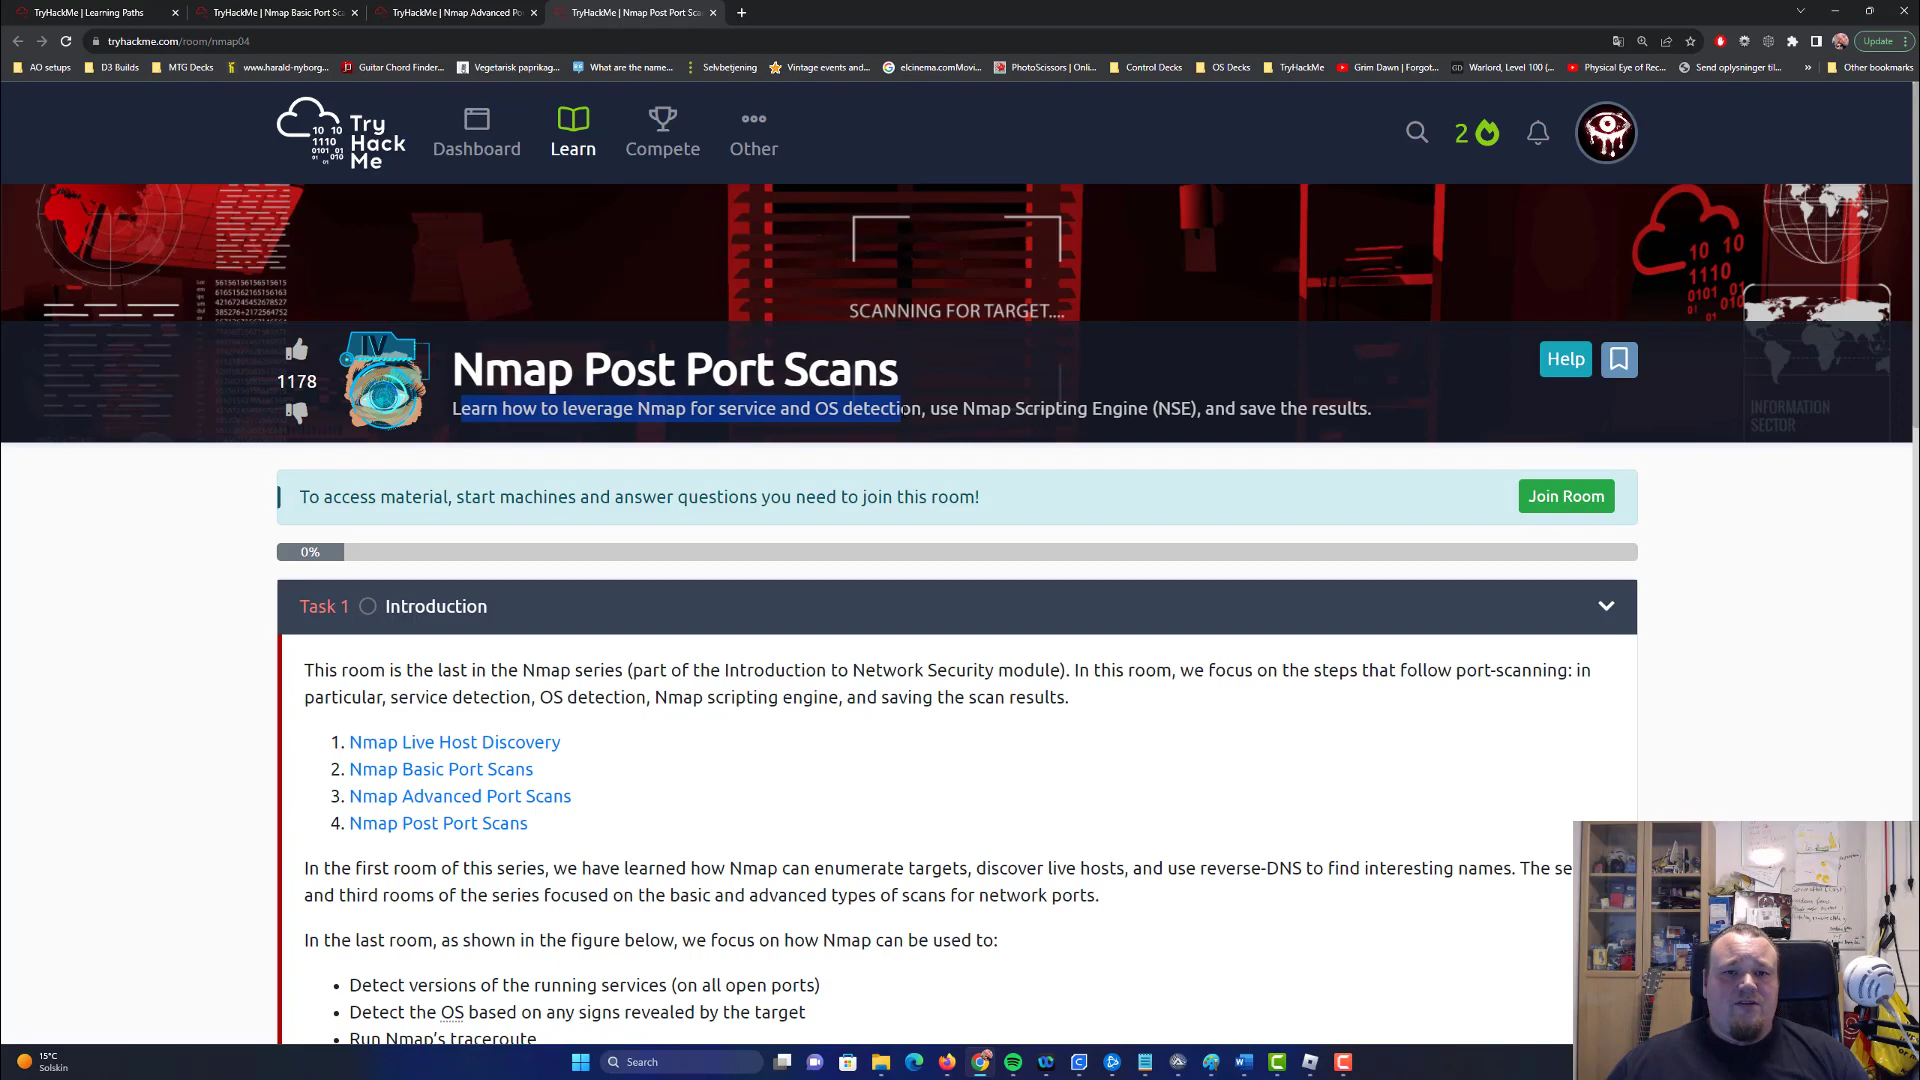 TryHackMe | Learning Paths
TryHackMe | Nmap Basic Port Sca
TryHackMe | Nmap Advanced Po
TryHackMe | Nmap Post Port Sca
tryhackme.com/room/nmap04
Update
AO setups
D3 Builds
MTG Decks
www.harald-nyborg...
Guitar Chord Finder...
Vegetarisk paprikag...
What are the name...
Selvbetjening
Vintage events and...
elcinema.comMovi...
PhotoScissors | Onli...
Control Decks
OS Decks
TryHackMe
Grim Dawn | Forgot...
Warlord, Level 100 (...
Physical Eye of Rec...
Send oplysninger til...
Other bookmarks
Try
Hack
Me
Dashboard
Learn
Compete
Other
2
SCANNING FOR TARGET....
IV
1178
Nmap Post Port Scans
Learn how to leverage Nmap for service and OS detection, use Nmap Scripting Engine (NSE), and save the results.
Help
INFORMATION
SECTOR
To access material, start machines and answer questions you need to join this room!
Join Room
0%
Task 1
Introduction
This room is the last in the Nmap series (part of the Introduction to Network Security module). In this room, we focus on the steps that follow port-scanning: in
particular, service detection, OS detection, Nmap scripting engine, and saving the scan results.
1. Nmap Live Host Discovery
2. Nmap Basic Port Scans
3. Nmap Advanced Port Scans
4. Nmap Post Port Scans
In the first room of this series, we have learned how Nmap can enumerate targets, discover live hosts, and use reverse-DNS to find interesting names. The se
and third rooms of the series focused on the basic and advanced types of scans for network ports.
In the last room, as shown in the figure below, we focus on how Nmap can be used to:
• Detect versions of the running services (on all open ports)
• Detect the OS based on any signs revealed by the target
• Run Nmap's traceroute
15°C
Solskin
Search